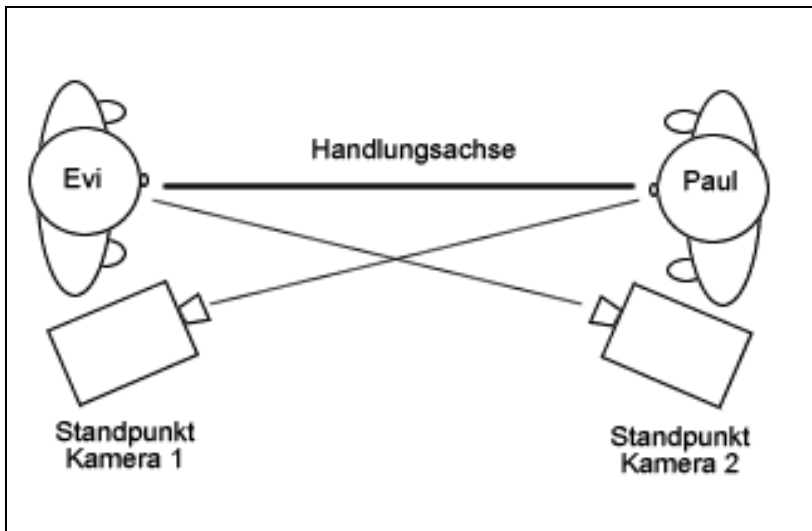 Handlungsachse
Evi
Paul
Standpunkt
Kamera 1
Standpunkt
Kamera 2